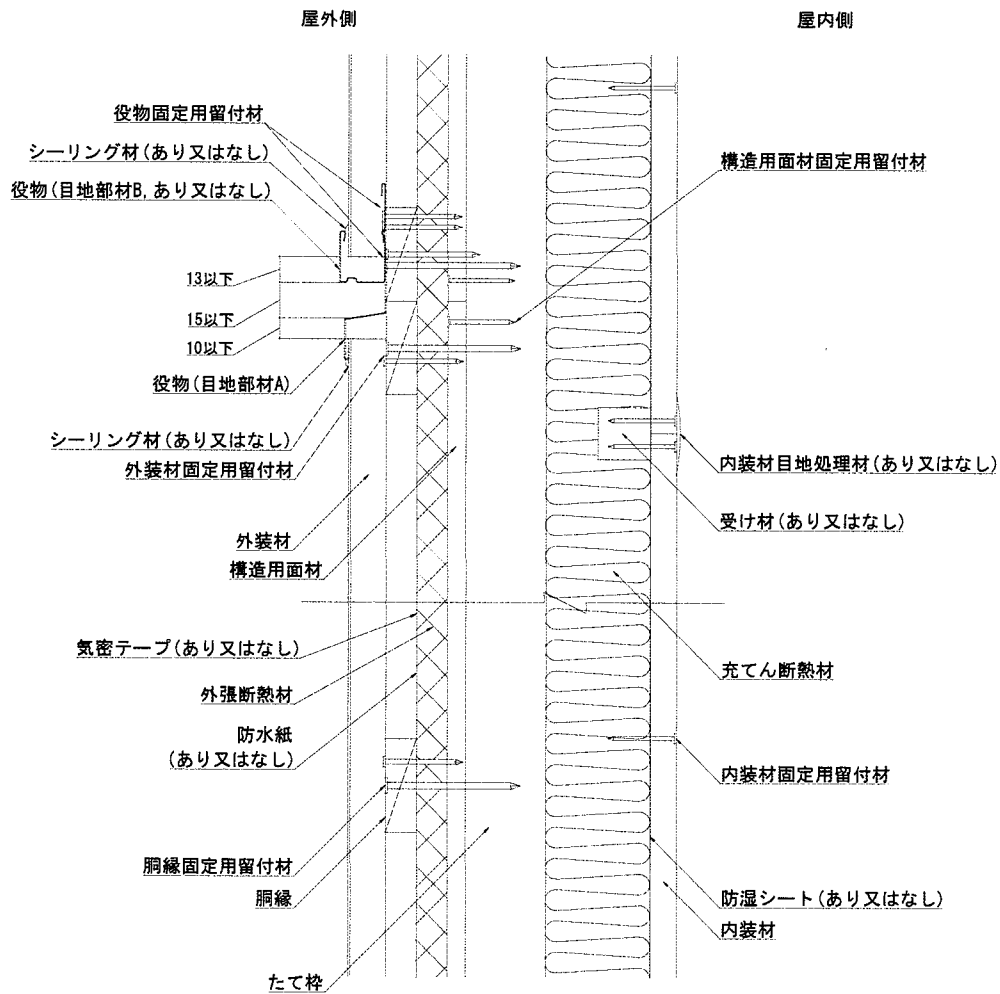 屋外側
屋内側
役物固定用留付材
シーリング材(あり又はなし)
役物(目地部材B,あり又はなし)
構造用面材固定用留付材
13以下
15以下
10以下
役物(目地部材A)
シーリング材(あり又はなし)
外装材固定用留付材
内装材目地処理材(あり又はなし)
受け材(あり又はなし)
外装材
構造用面材
気密テープ(あり又はなし)
充てん断熱材
外張断熱材
防水紙
(あり又はなし)
内装材固定用留付材
胴縁固定用留付材
胴縁
防湿シート(あり又はなし)
内装材
たて枠